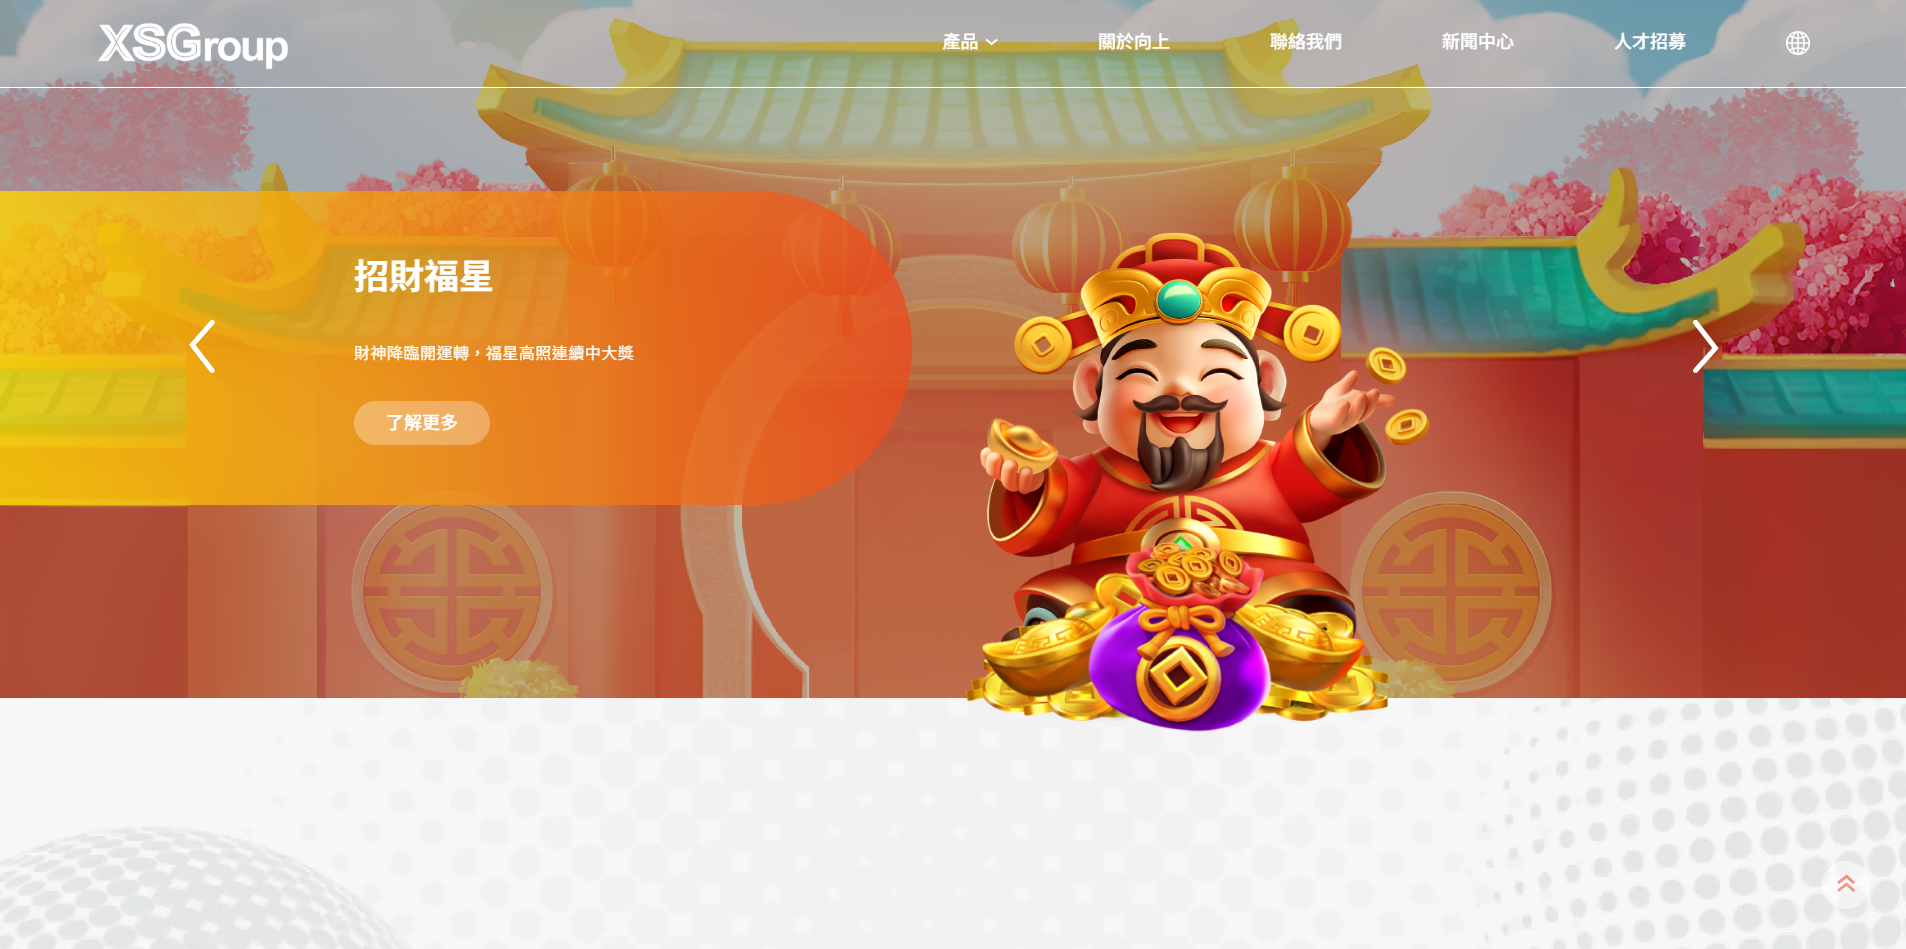 XSGroup
產品
關於向上
聯絡我們
新聞中心
人才招募
招財福星
財神降臨開運轉，福星高照連續中大獎
了解更多